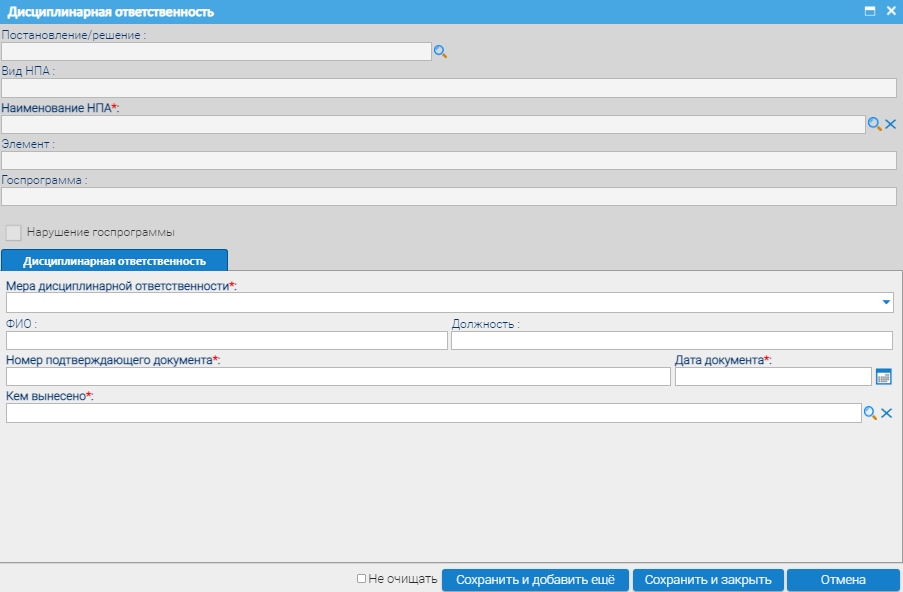 Дисциплинарная ответственность
Постановление/решение :
Вид НПА :
Наименование НПА*:
Элемент :
Госпрограмма :
Нарушение госпрограммы
Дисциплинарная ответственность
Мера дисциплинарной ответственности*:
ФИО : Должность :
Номер подтверждающего документа*: Дата документа*:
Кем вынесено*:
Не очищать Сохранить и добавить ещё Сохранить и закрыть Отмена